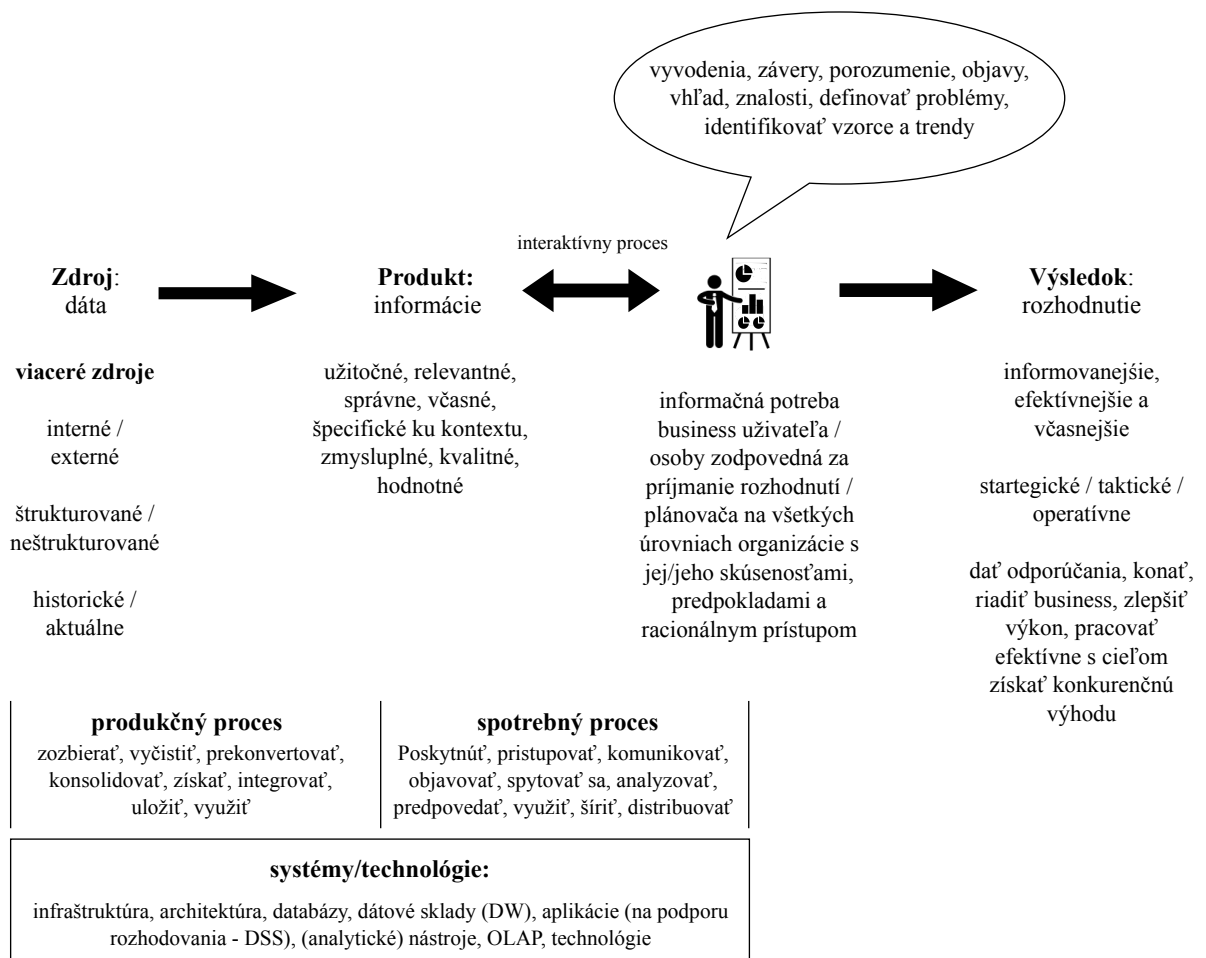 vyvodenia, závery, porozumenie, objavy,
vhľad, znalosti, definovať problémy,
identifikovať vzorce a trendy
interaktívny proces
Zdroj:
dáta
Produkt:
informácie
Výsledok:
rozhodnutie
viaceré zdroje
interné /
externé
štrukturované /
neštrukturované
historické /
aktuálne
užitočné, relevantné,
správne, včasné,
špecifické ku kontextu,
zmysluplné, kvalitné,
hodnotné
informačná potreba
business uživateľa /
osoby zodpovedná za
príjmanie rozhodnutí /
plánovača na všetkých
úrovniach organizácie s
jej/jeho skúsenosťami,
predpokladami a
racionálnym prístupom
informovanejšie,
efektívnejšie a
včasnejšie
startegické / taktické /
operatívne
dať odporúčania, konať,
riadiť business, zlepšiť
výkon, pracovať
efektívne s cieľom
získať konkurenčnú
výhodu
produkčný proces
zozbierať, vyčistiť, prekonvertovať,
konsolidovať, získať, integrovať,
uložiť, využiť
spotrebný proces
Poskytnúť, pristupovať, komunikovať,
objavovať, spytovať sa, analyzovať,
predpovedať, využiť, šíriť, distribuovať
systémy/technológie:
infraštruktúra, architektúra, databázy, dátové sklady (DW), aplikácie (na podporu
rozhodovania - DSS), (analytické) nástroje, OLAP, technológie